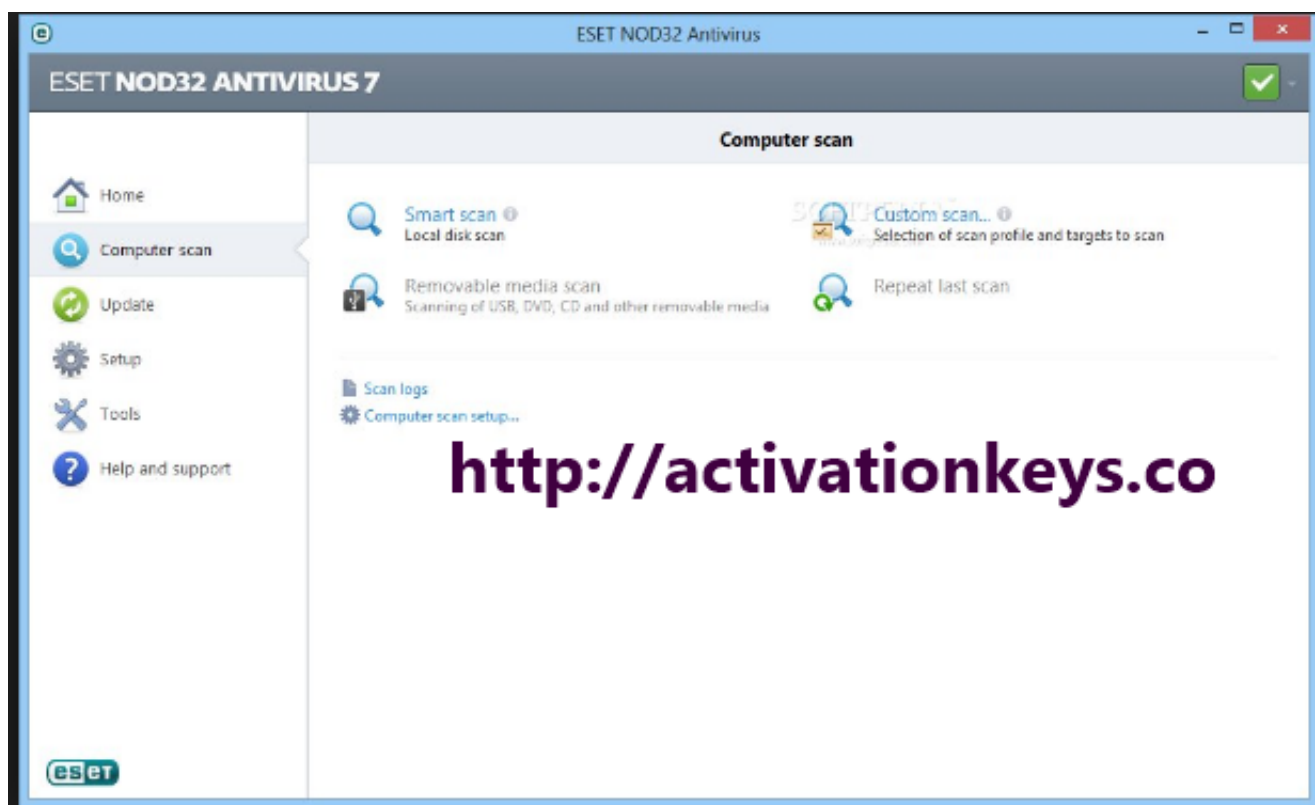 ESET NOD32 Antivirus
ESET NOD32 ANTIVIRUS 7
Computer scan
Home
Computer scan
Update
Setup
Tools
Help and support
Smart scan
Local disk scan
Custom scan...
Selection of scan profile and targets to scan
Removable media scan
Scanning of USB, DVD, CD and other removable media
Repeat last scan
Scan logs
Computer scan setup...
http://activationkeys.co
eset